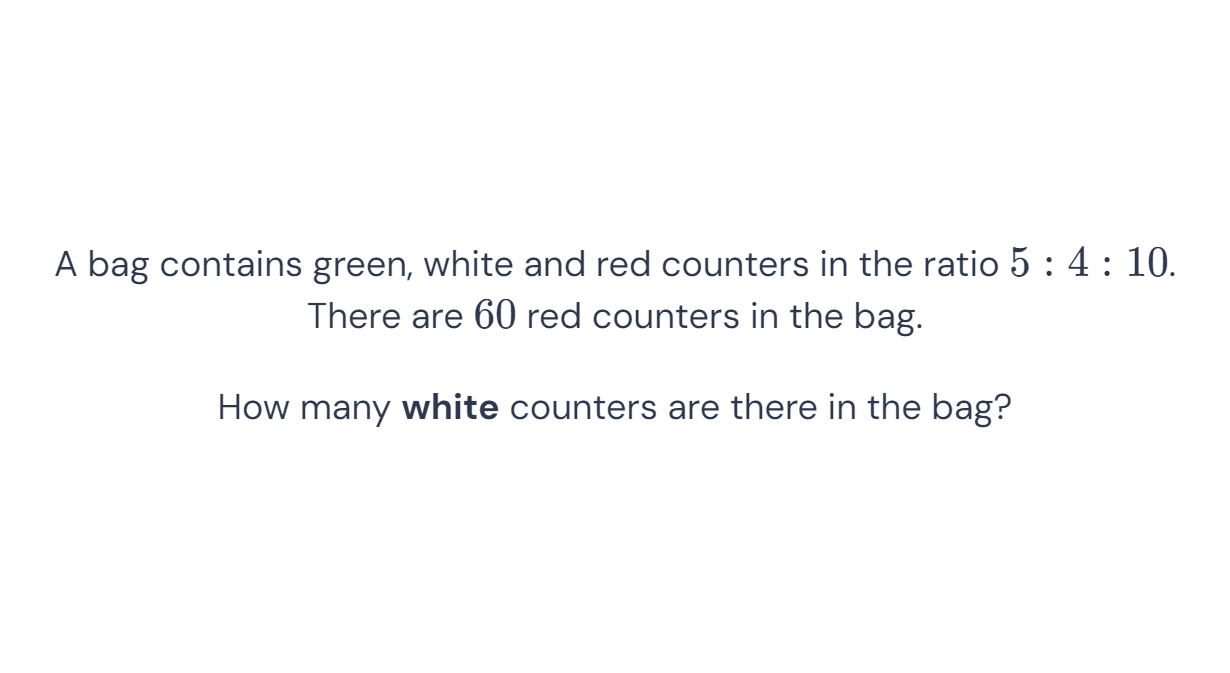 A bag contains green, white and red counters in the ratio 5 : 4 : 10.
There are 60 red counters in the bag.
How many white counters are there in the bag?